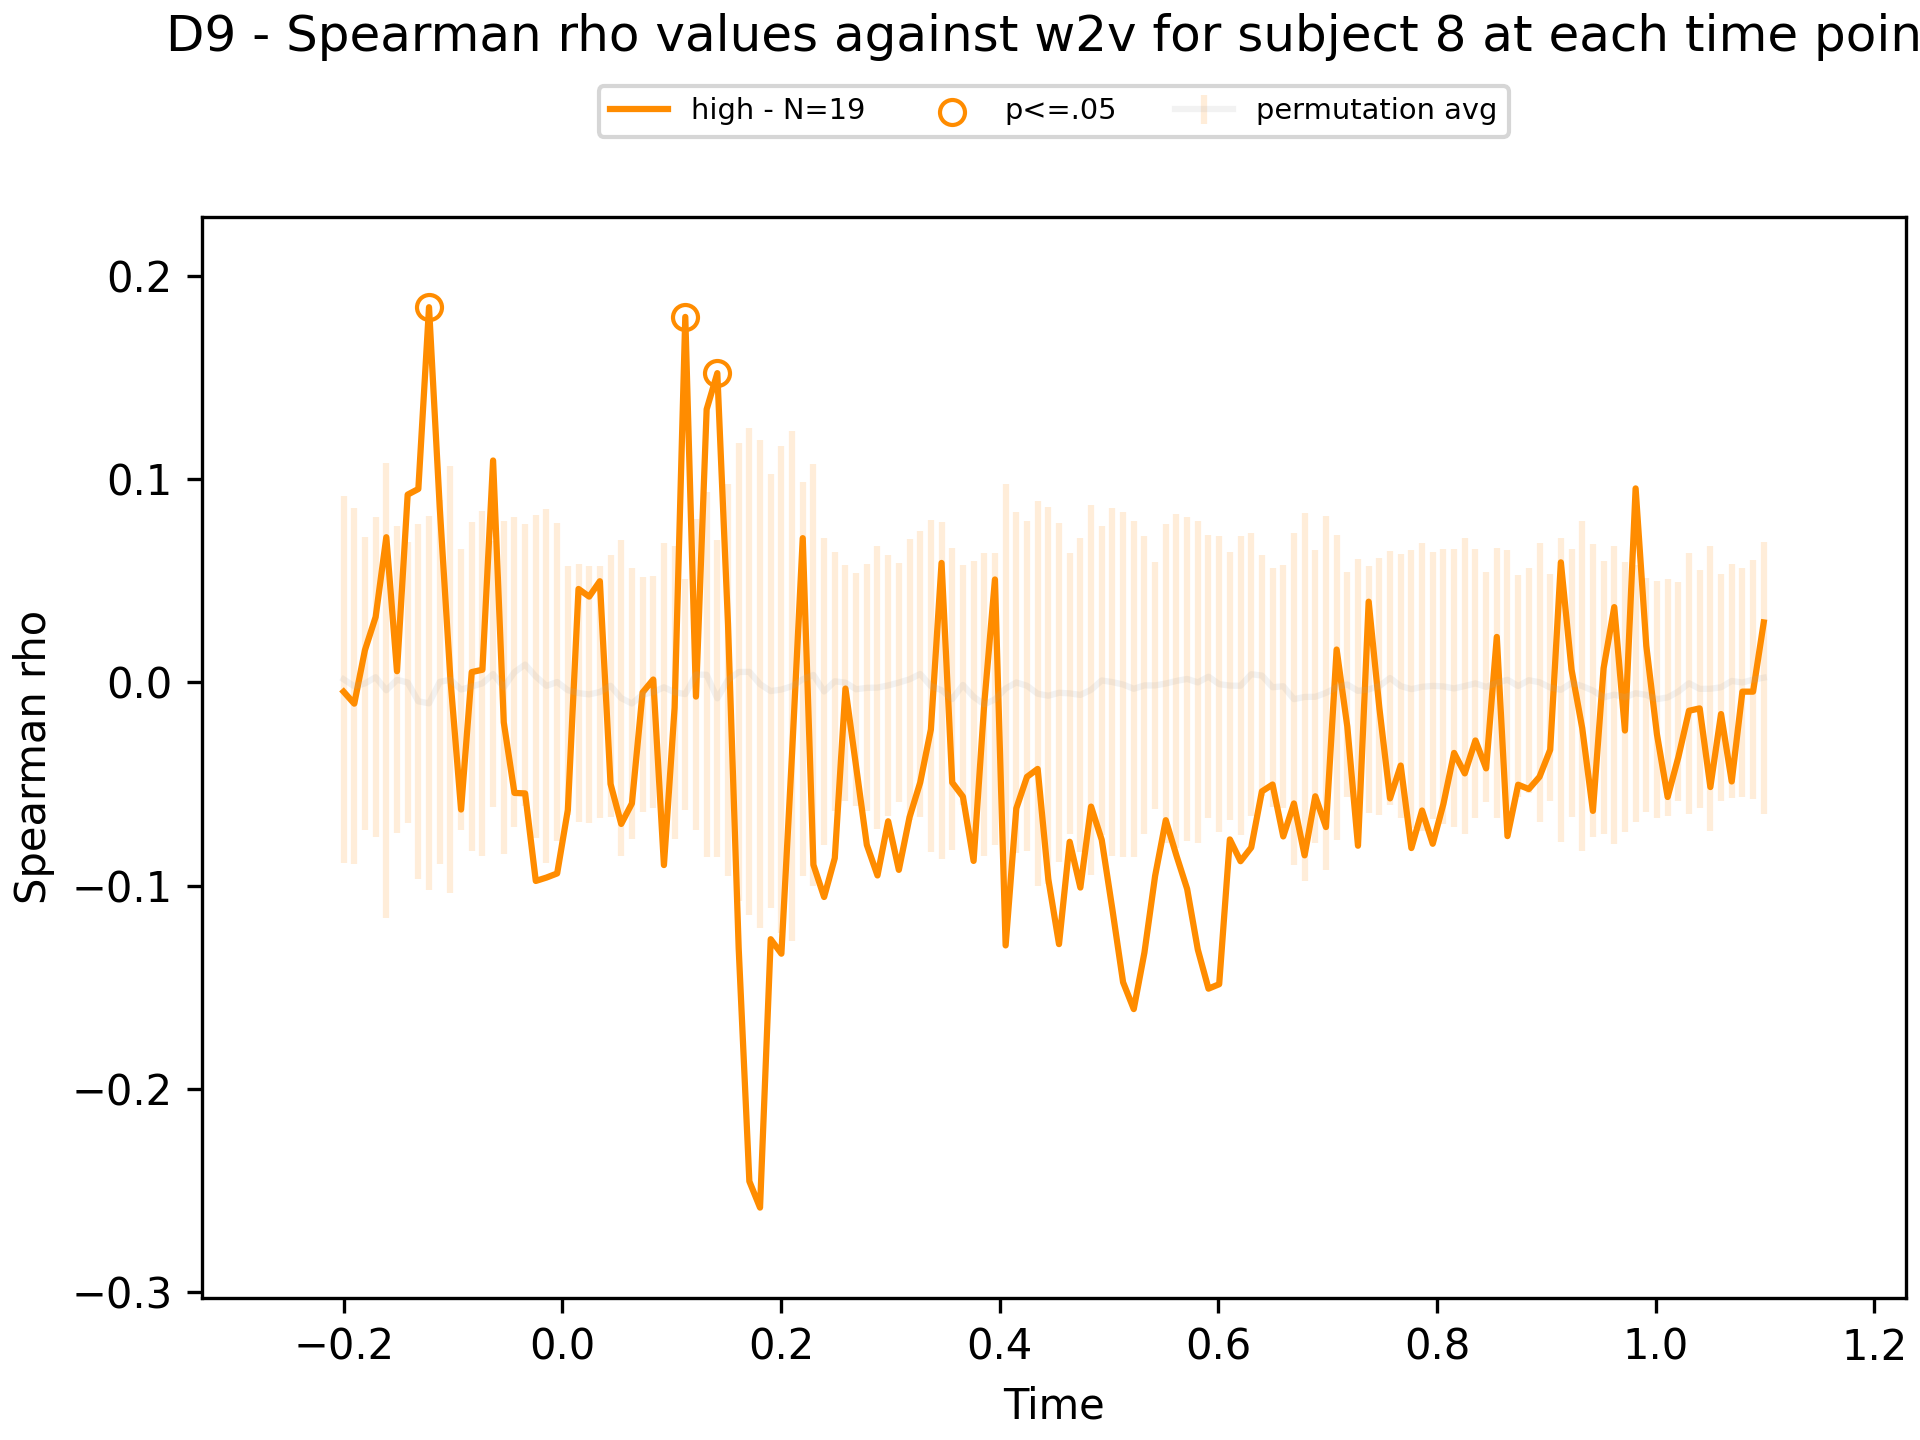 D9 - Spearman rho values against w2v for subject 8 at each time poin
high - N=19 p<=.05 permutation avg
0.2
0.1
0.0
−0.1
−0.2
−0.3
Spearman rho
−0.2 0.0 0.2 0.4 0.6 0.8 1.0 1.2
Time